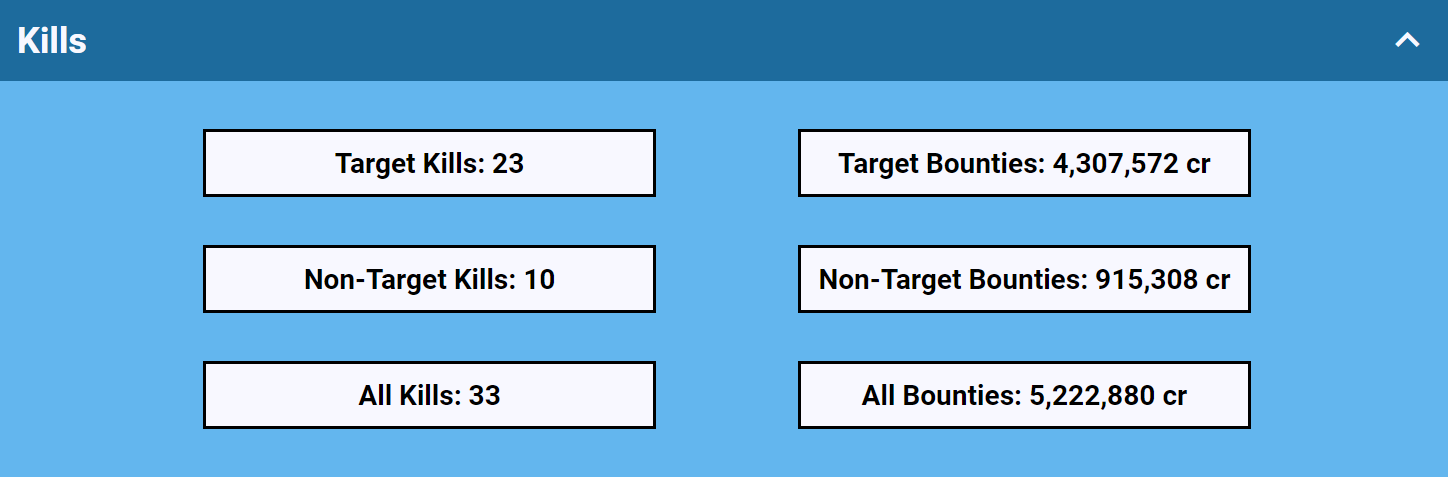 Kills
Target Kills: 23
Target Bounties: 4,307,572 cr
Non-Target Kills: 10
Non-Target Bounties: 915,308 cr
All Kills: 33
All Bounties: 5,222,880 cr